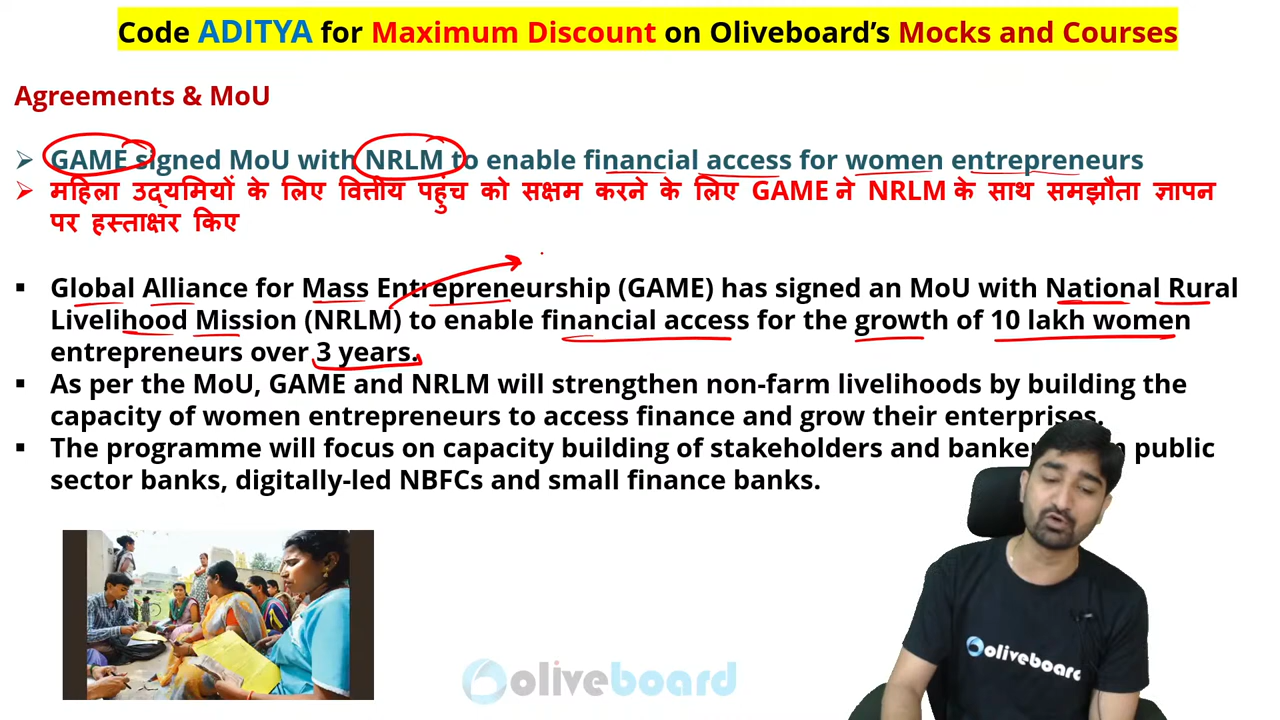 Code ADITYA for Maximum Discount on Oliveboard's Mocks and Courses
Agreements & MoU
➢ GAME signed MoU with NRLM to enable financial access for women entrepreneurs
➢ महिला उद्यमियों के लिए वित्तीय पहुंच को सक्षम करने के लिए GAME ने NRLM के साथ समझौता ज्ञापन
पर हस्ताक्षर किए
▪ Global Alliance for Mass Entrepreneurship (GAME) has signed an MoU with National Rural
Livelihood Mission (NRLM) to enable financial access for the growth of 10 lakh women
entrepreneurs over 3 years.
▪ As per the MoU, GAME and NRLM will strengthen non-farm livelihoods by building the
capacity of women entrepreneurs to access finance and grow their enterprises.
▪ The programme will focus on capacity building of stakeholders and public
sector banks, digitally-led NBFCs and small finance banks.
oliveboard
oliveboard